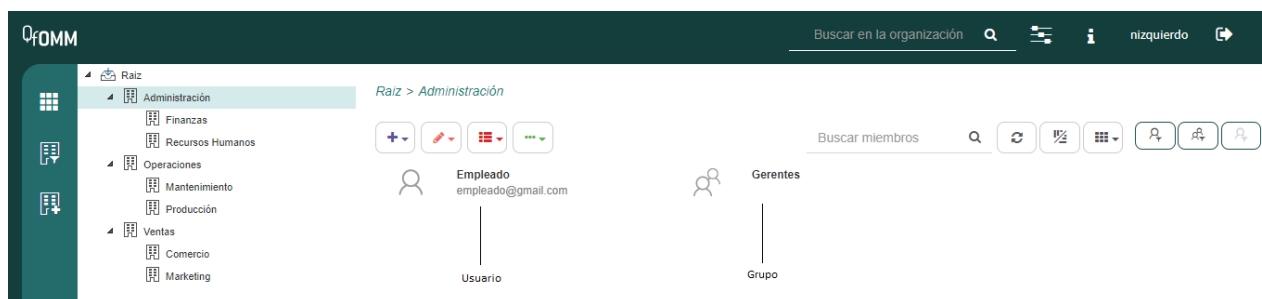 QfOMM
Buscar en la organización
nizquierdo
Raiz
Administración
Finanzas
Recursos Humanos
Operaciones
Mantenimiento
Producción
Ventas
Comercio
Marketing
Raiz > Administración
Buscar miembros
Empleado
empleado@gmail.com
Gerentes
Usuario
Grupo